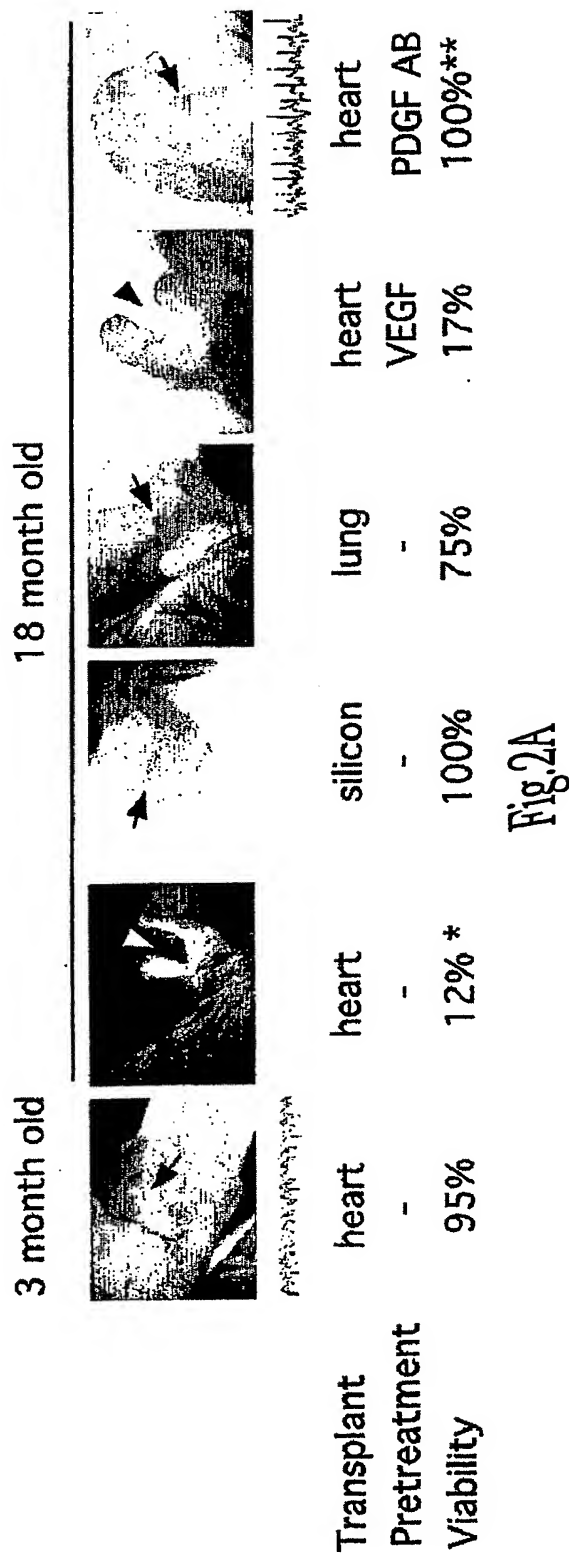 3 month old 18 month old
Transplant heart heart silicon lung heart heart
Pretreatment - - - - VEGF PDGF AB
Viability 95% 12% * 100% 75% 17% 100%**
Fig.2A